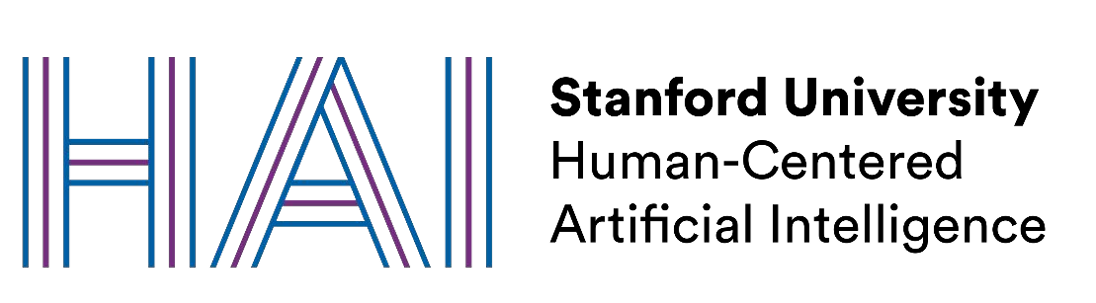 HAI
Stanford University
Human-Centered
Artificial Intelligence